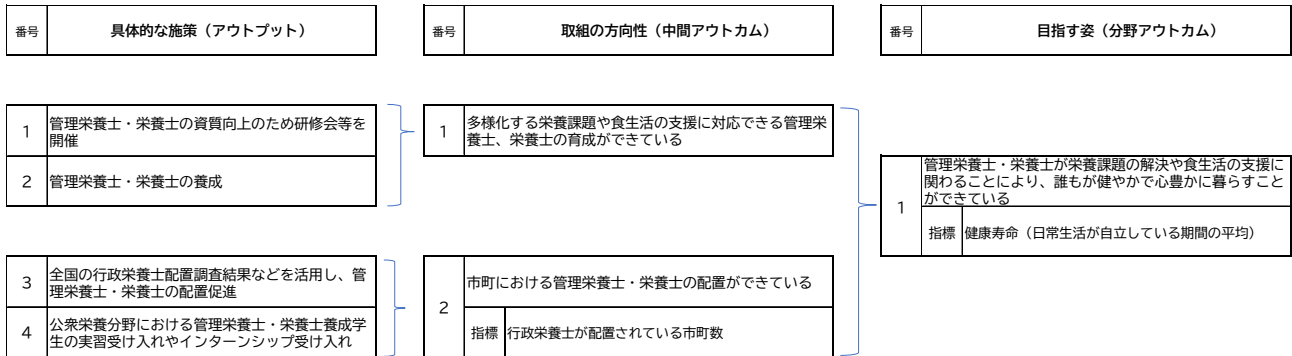 番号 具体的な施策（アウトプット） 番号 取組の方向性（中間アウトカム） 番号 目指す姿（分野アウトカム）
1 管理栄養士・栄養士の資質向上のため研修会等を
開催
2 管理栄養士・栄養士の養成
3 全国の行政栄養士配置調査結果などを活用し、管
理栄養士・栄養士の配置促進
4 公衆栄養分野における管理栄養士・栄養士養成学
生の実習受け入れやインターンシップ受け入れ
1 多様化する栄養課題や食生活の支援に対応できる管理栄
養士、栄養士の育成ができている
2 市町における管理栄養士・栄養士の配置ができている
指標 行政栄養士が配置されている市町数
1 管理栄養士・栄養士が栄養課題の解決や食生活の支援に
関わることにより、誰もが健やかで心豊かに暮らすこと
ができている
指標 健康寿命（日常生活が自立している期間の平均）